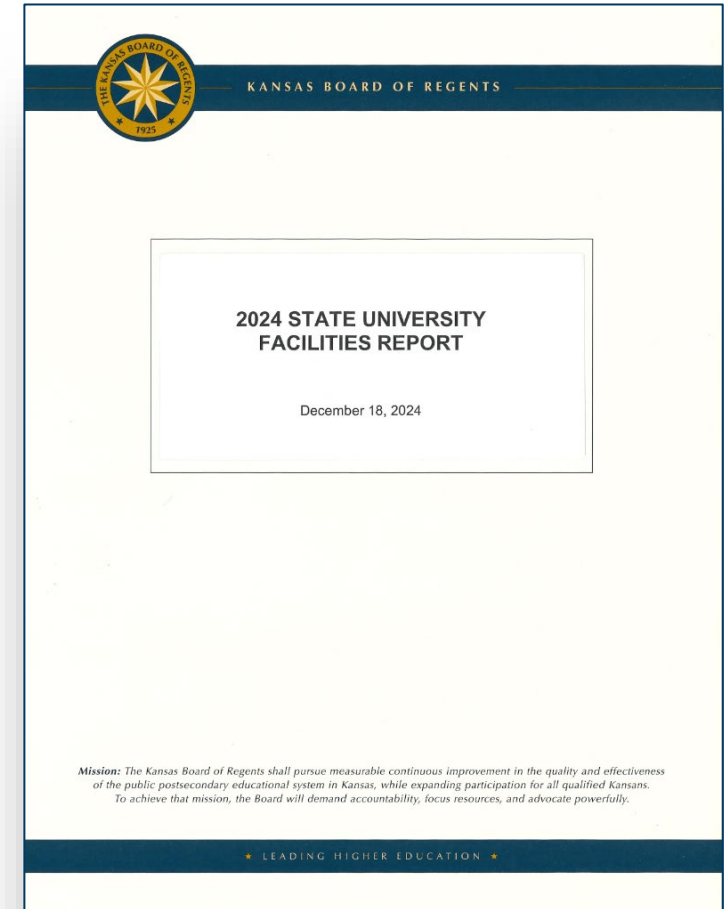 THE KANSAS BOARD OF REGENTS
★ 1925 ★
KANSAS BOARD OF REGENTS
2024 STATE UNIVERSITY
FACILITIES REPORT
December 18, 2024
Mission: The Kansas Board of Regents shall pursue measurable continuous improvement in the quality and effectiveness
of the public postsecondary educational system in Kansas, while expanding participation for all qualified Kansans.
To achieve that mission, the Board will demand accountability, focus resources, and advocate powerfully.
★ LEADING HIGHER EDUCATION ★